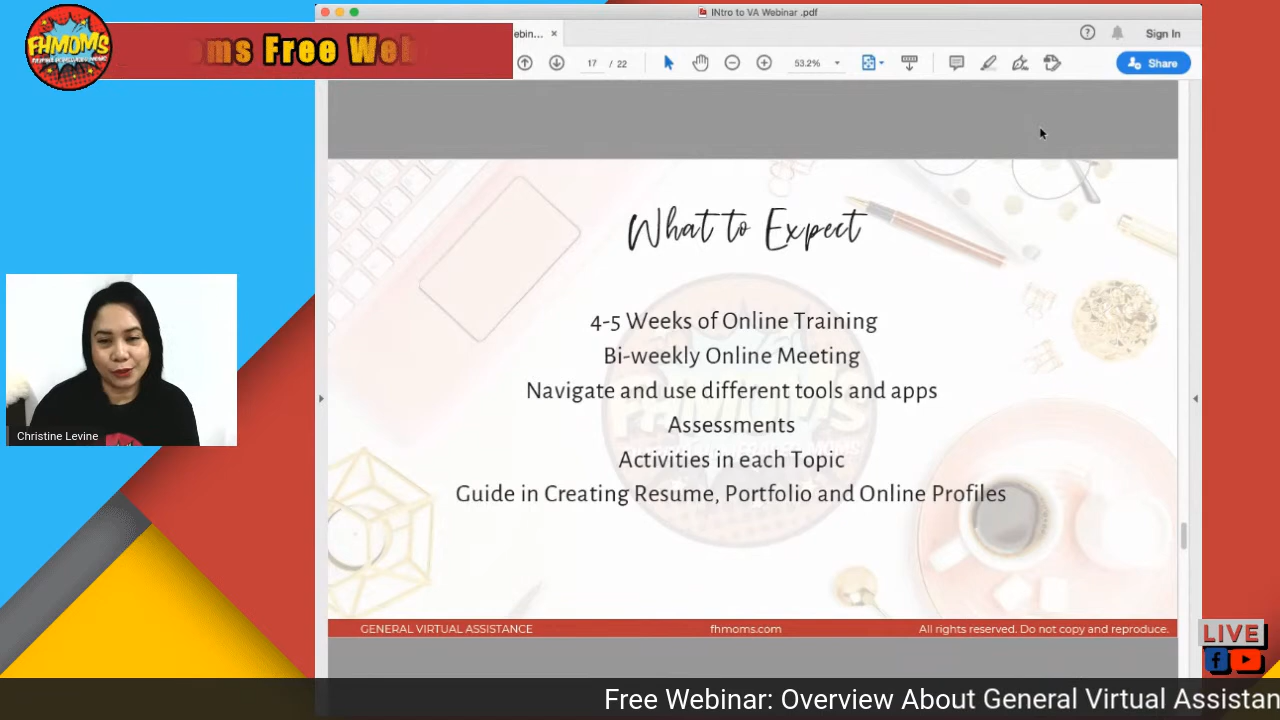 INtro to VA Webinar .pdf
FHMOMS
ms Free Web
ebin...
Sign In
17 / 22
53.2%
Share
What to Expect
4-5 Weeks of Online Training
Bi-weekly Online Meeting
Navigate and use different tools and apps
Assessments
Activities in each Topic
Guide in Creating Resume, Portfolio and Online Profiles
Christine Levine
GENERAL VIRTUAL ASSISTANCE
fhmoms.com
All rights reserved. Do not copy and reproduce.
LIVE
Free Webinar: Overview About General Virtual Assistan